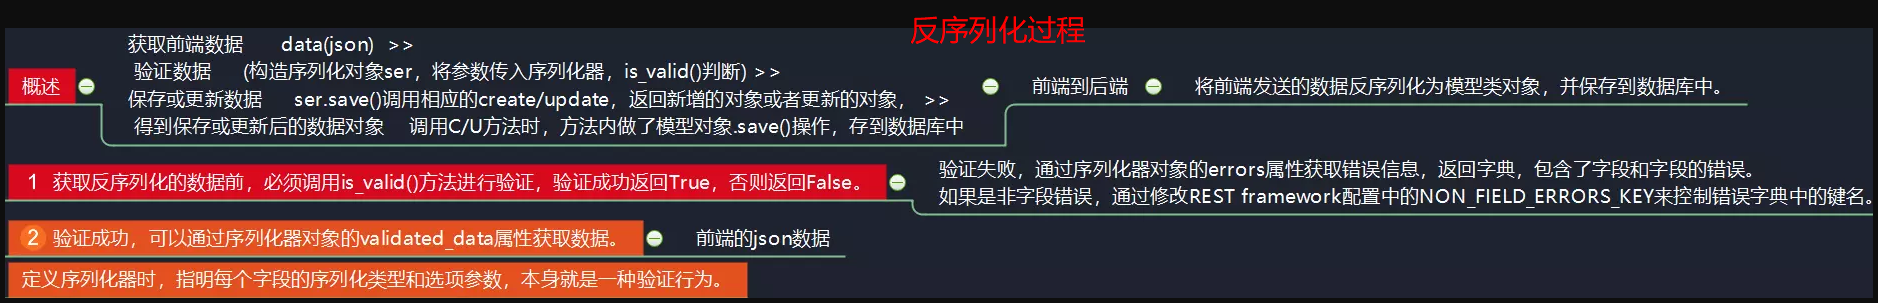 反序列化过程
获取前端数据 data(json) >>
概述
验证数据 (构造序列化对象ser，将参数传入序列化器，is_valid()判断) >>
保存或更新数据 ser.save()调用相应的create/update，返回新增的对象或者更新的对象， >>
得到保存或更新后的数据对象 调用C/U方法时，方法内做了模型对象.save()操作，存到数据库中
前端到后端
将前端发送的数据反序列化为模型类对象，并保存到数据库中。
1 获取反序列化的数据前，必须调用is_valid()方法进行验证，验证成功返回True，否则返回False。
验证失败，通过序列化器对象的errors属性获取错误信息，返回字典，包含了字段和字段的错误。
如果是非字段错误，通过修改REST framework配置中的NON_FIELD_ERRORS_KEY来控制错误字典中的键名。
2 验证成功，可以通过序列化器对象的validated_data属性获取数据。
前端的json数据
定义序列化器时，指明每个字段的序列化类型和选项参数，本身就是一种验证行为。